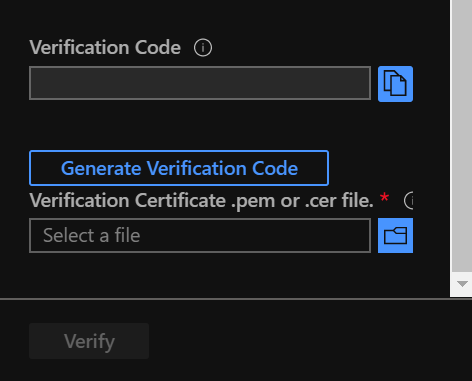 Verification Code
Generate Verification Code
Verification Certificate .pem or .cer file. *
Select a file
Verify